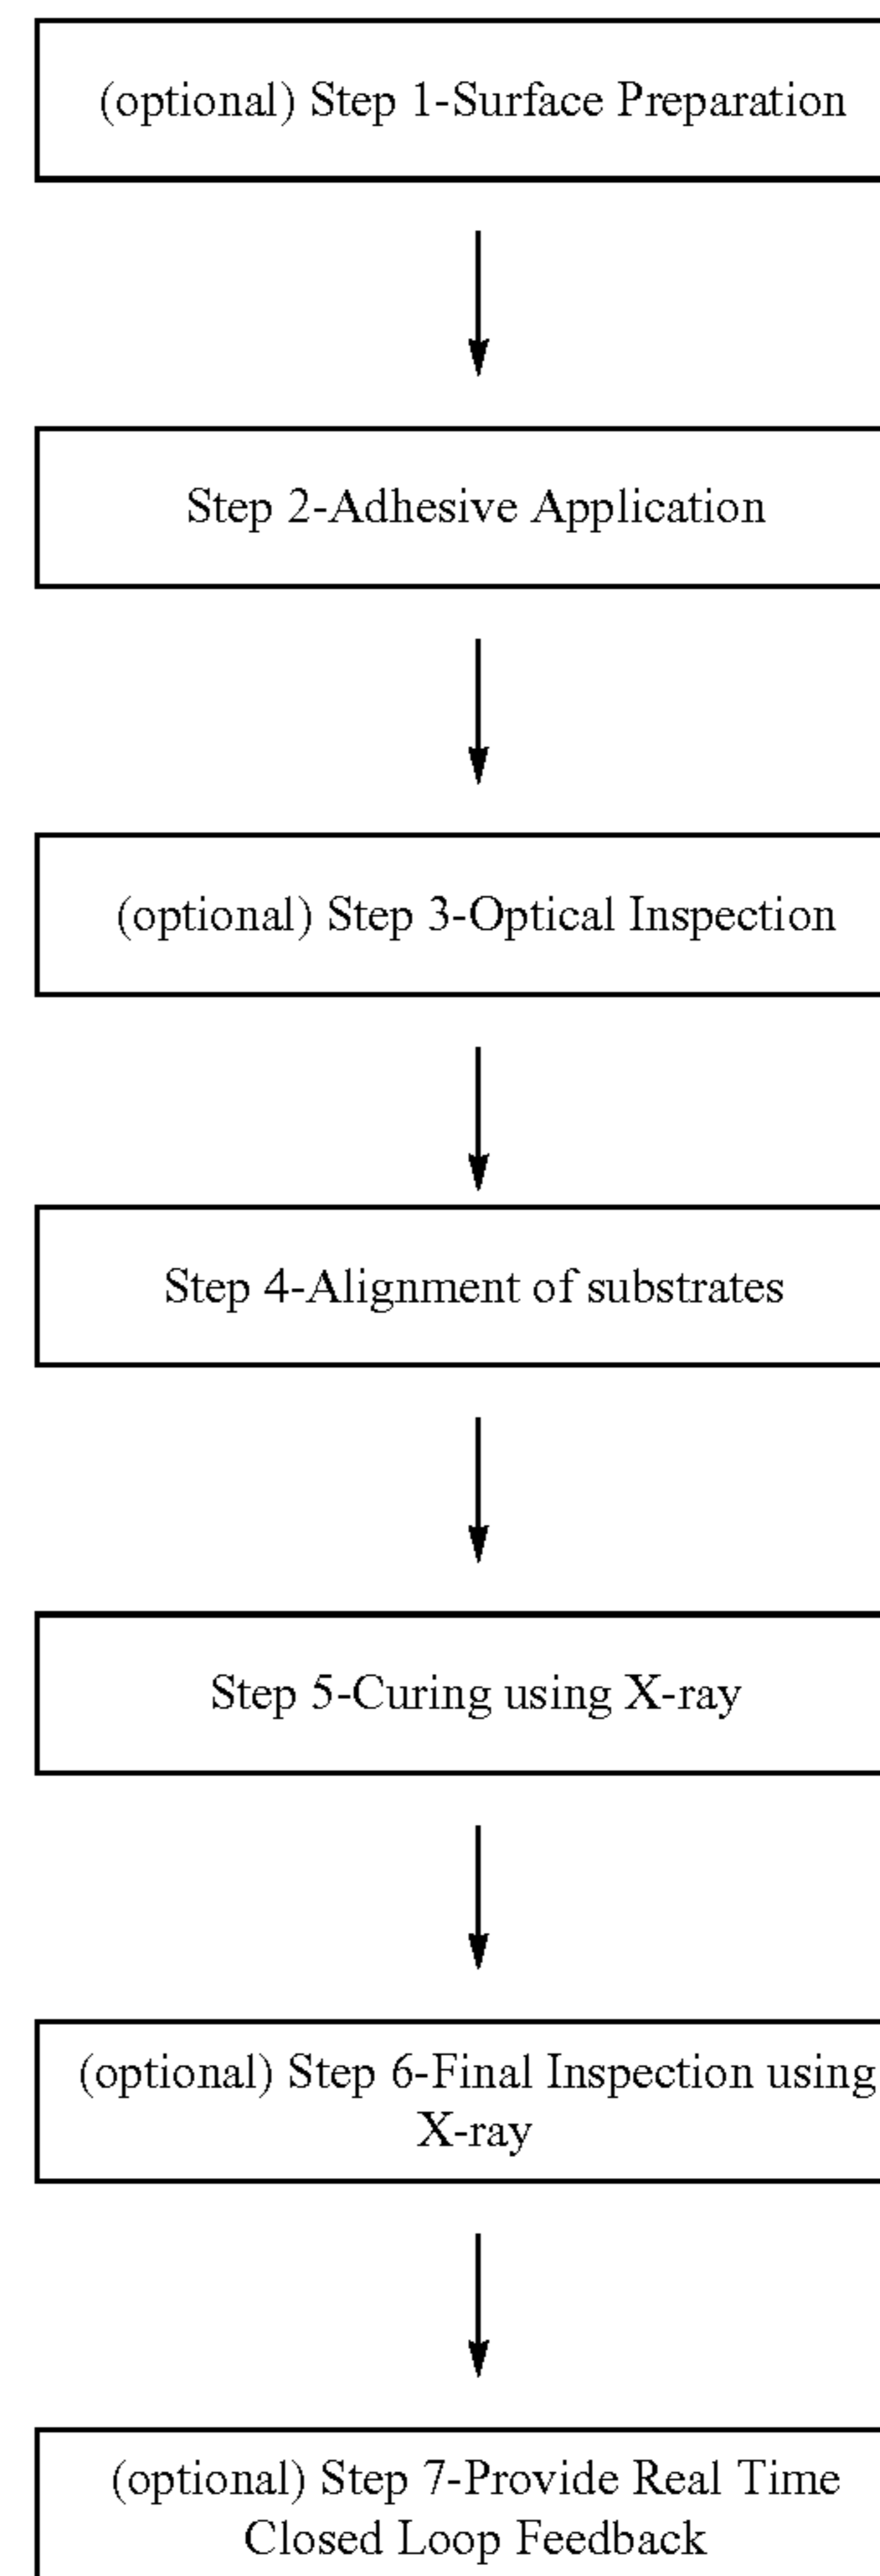 (optional) Step 1-Surface Preparation
Step 2-Adhesive Application
(optional) Step 3-Optical Inspection
Step 4-Alignment of substrates
Step 5-Curing using X-ray
(optional) Step 6-Final Inspection using
X-ray
(optional) Step 7-Provide Real Time
Closed Loop Feedback